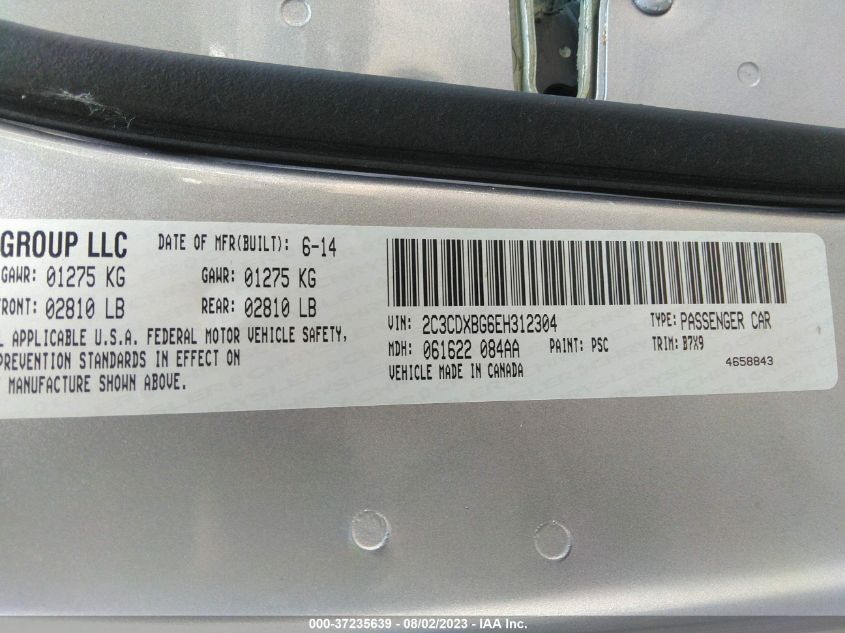 GROUP LLC DATE OF MFR(BUILT): 6-14
GAWR: 01275 KG GAWR: 01275 KG
FRONT: 02810 LB REAR: 02810 LB
APPLICABLE U.S.A. FEDERAL MOTOR VEHICLE SAFETY,
PREVENTION STANDARDS IN EFFECT ON
MANUFACTURE SHOWN ABOVE.
VIN: 2C3CDXBG6EH312304 TYPE: PASSENGER CAR
MDH: 061622 084AA PAINT: PSC TRIM: B7X9
VEHICLE MADE IN CANADA 4658843
000-37235639 - 08/02/2023 - IAA Inc.